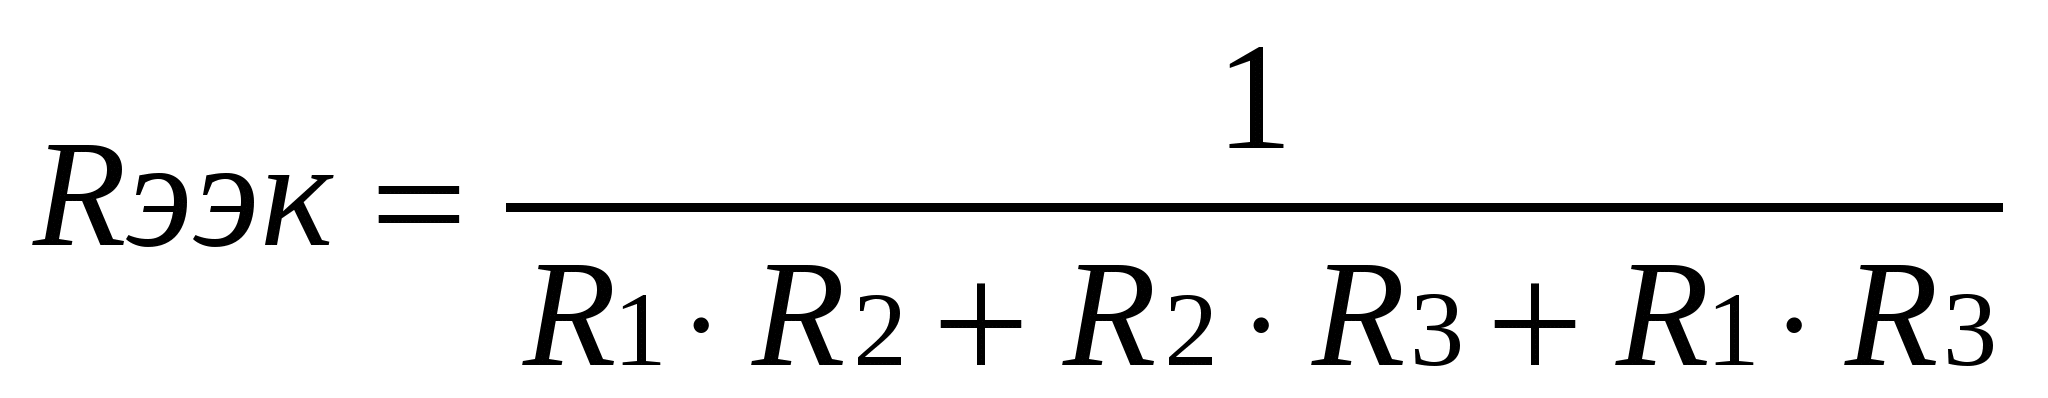 Rээк = 1 / (R1 · R2 + R2 · R3 + R1 · R3)